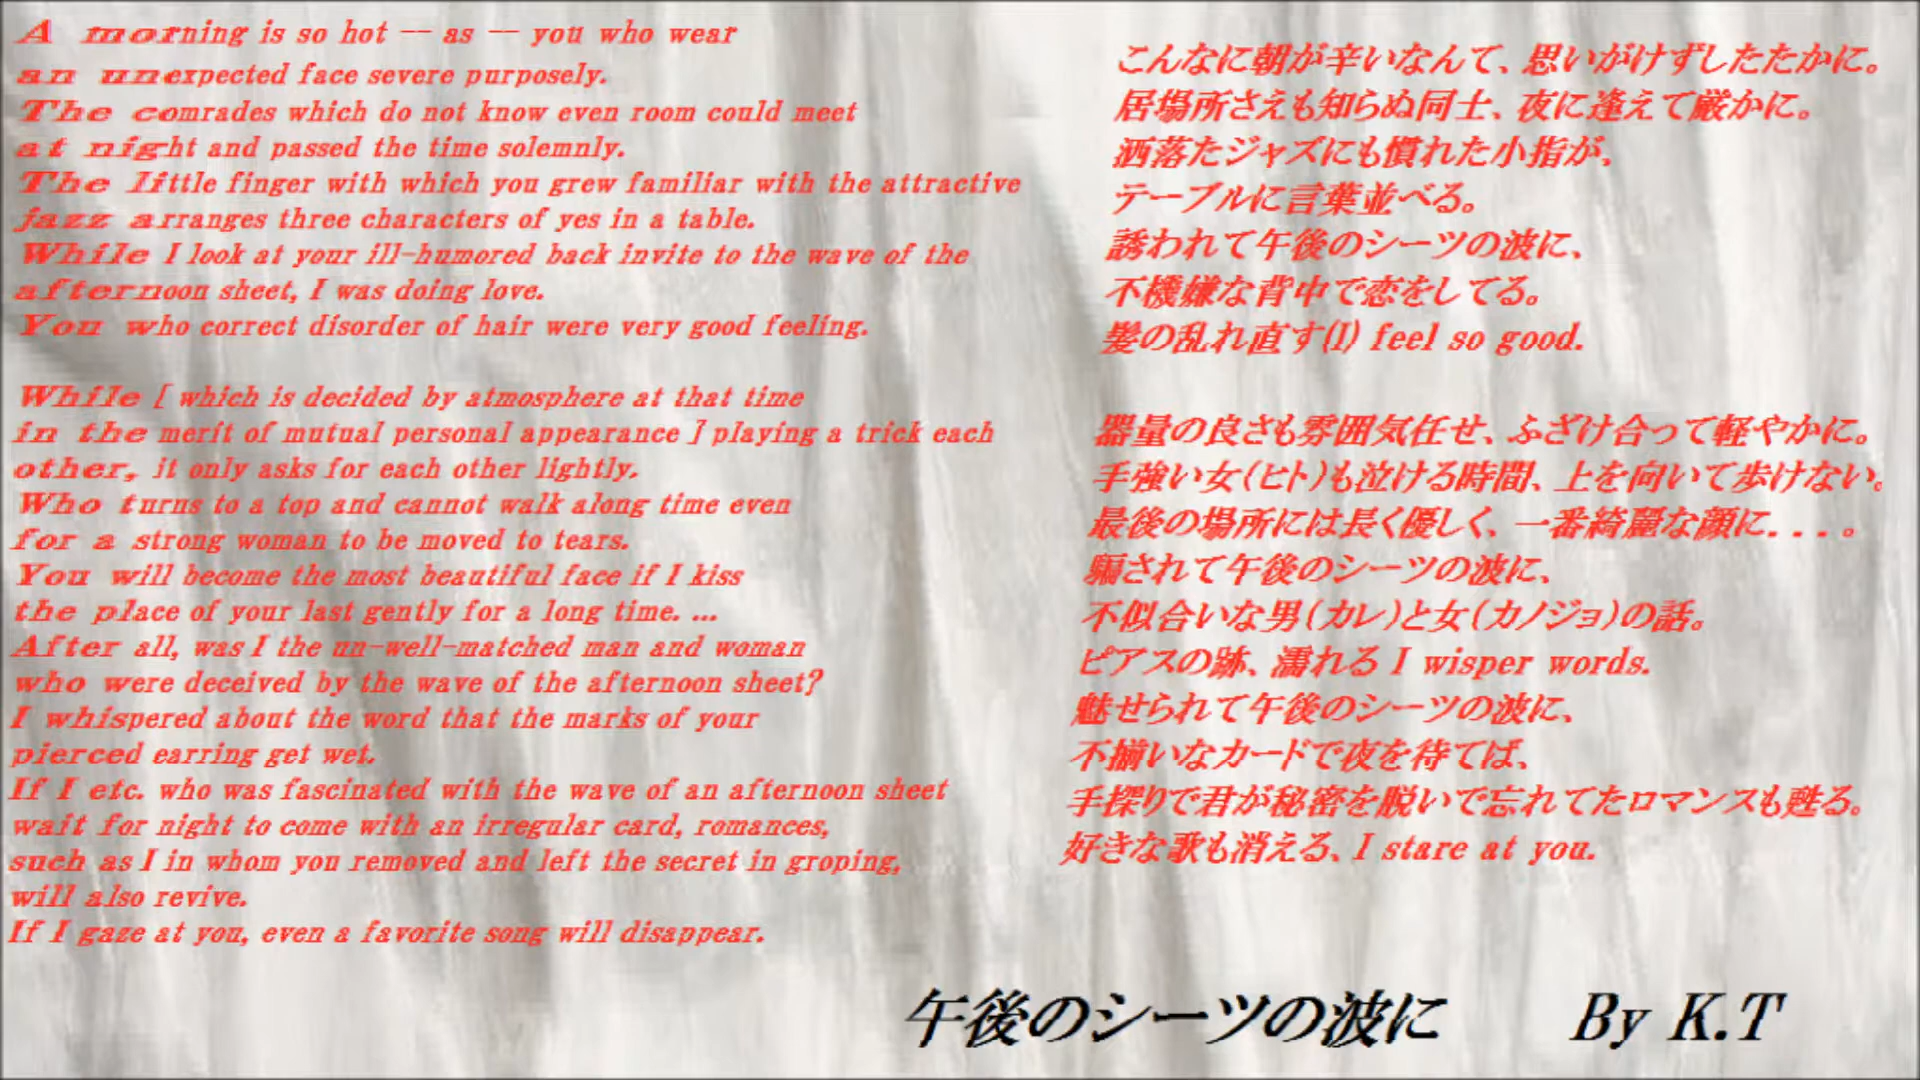 A morning is so hot -- as -- you who wear
an unexpected face severe purposely.
The comrades which do not know even room could meet
at night and passed the time solemnly.
The little finger with which you grew familiar with the attractive
jazz arranges three characters of yes in a table.
While I look at your ill-humored back invite to the wave of the
afternoon sheet, I was doing love.
You who correct disorder of hair were very good feeling.
While [ which is decided by atmosphere at that time
in the merit of mutual personal appearance ] playing a trick each
other, it only asks for each other lightly.
Who turns to a top and cannot walk along time even
for a strong woman to be moved to tears.
You will become the most beautiful face if I kiss
the place of your last gently for a long time. ...
After all, was I the un-well-matched man and woman
who were deceived by the wave of the afternoon sheet?
I whispered about the word that the marks of your
pierced earring get wet.
If I etc. who was fascinated with the wave of an afternoon sheet
wait for night to come with an irregular card, romances,
such as I in whom you removed and left the secret in groping,
will also revive.
If I gaze at you, even a favorite song will disappear.
こんなに朝が辛いなんて、思いがけずしたたかに。
居場所さえも知らぬ同士、夜に逢えて厳かに。
洒落たジャズにも慣れた小指が、
テーブルに言葉並べる。
誘われて午後のシーツの波に、
不機嫌な背中で恋をしてる。
髪の乱れ直す(I) feel so good.
器量の良さも雰囲気任せ、ふざけ合って軽やかに。
手強い女（ヒト）も泣ける時間、上を向いて歩けない。
最後の場所には長く優しく、一番綺麗な顔に．．．。
騙されて午後のシーツの波に、
不似合いな男（カレ）と女（カノジョ）の話。
ピアスの跡、濡れる I wisper words.
魅せられて午後のシーツの波に、
不揃いなカードで夜を待てば、
手探りで君が秘密を脱いで忘れてたロマンスも甦る。
好きな歌も消える、I stare at you.
午後のシーツの波に By K.T